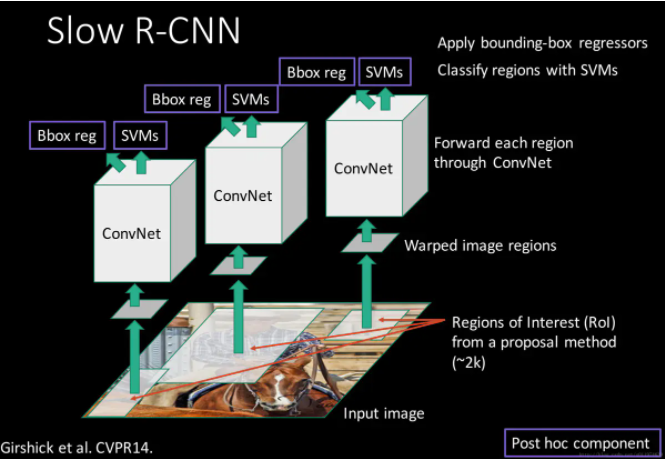 Slow R-CNN
Apply bounding-box regressors
Classify regions with SVMs
Bbox reg
SVMs
Bbox reg
SVMs
Bbox reg
SVMs
Forward each region
through ConvNet
ConvNet
ConvNet
ConvNet
Warped image regions
Regions of Interest (RoI)
from a proposal method
(~2k)
Input image
Girshick et al. CVPR14.
Post hoc component